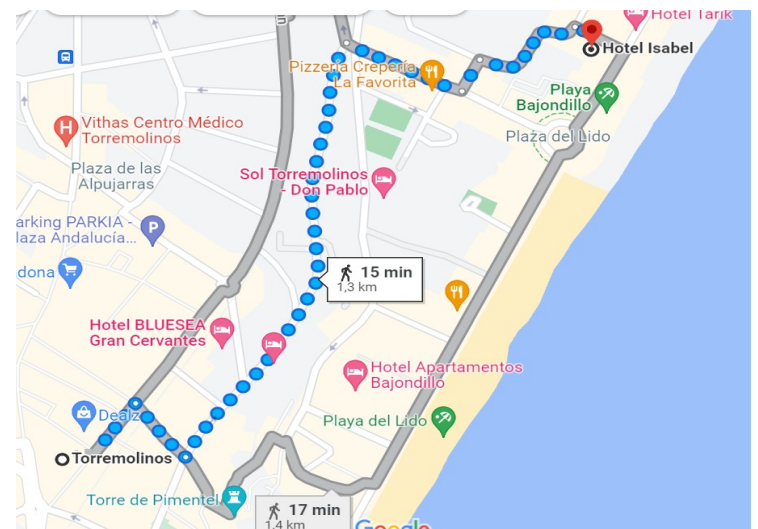 Hotel Tarik
Hotel Isabel
Pizzería Crepería
La Favorita
Playa
Bajondillo
H
Vithas Centro Médico
Torremolinos
Plaza del Lido
Plaza de las
Alpujarras
Sol Torremolinos
- Don Pablo
arking PARKIA -
laza Andalucía...
P
dona
15 min
1,3 km
Hotel BLUESEA
Gran Cervantes
Hotel Apartamentos
Bajondillo
Dealz
Playa del Lido
Torremolinos
Torre de Pimentel
17 min
1,4 km
Google